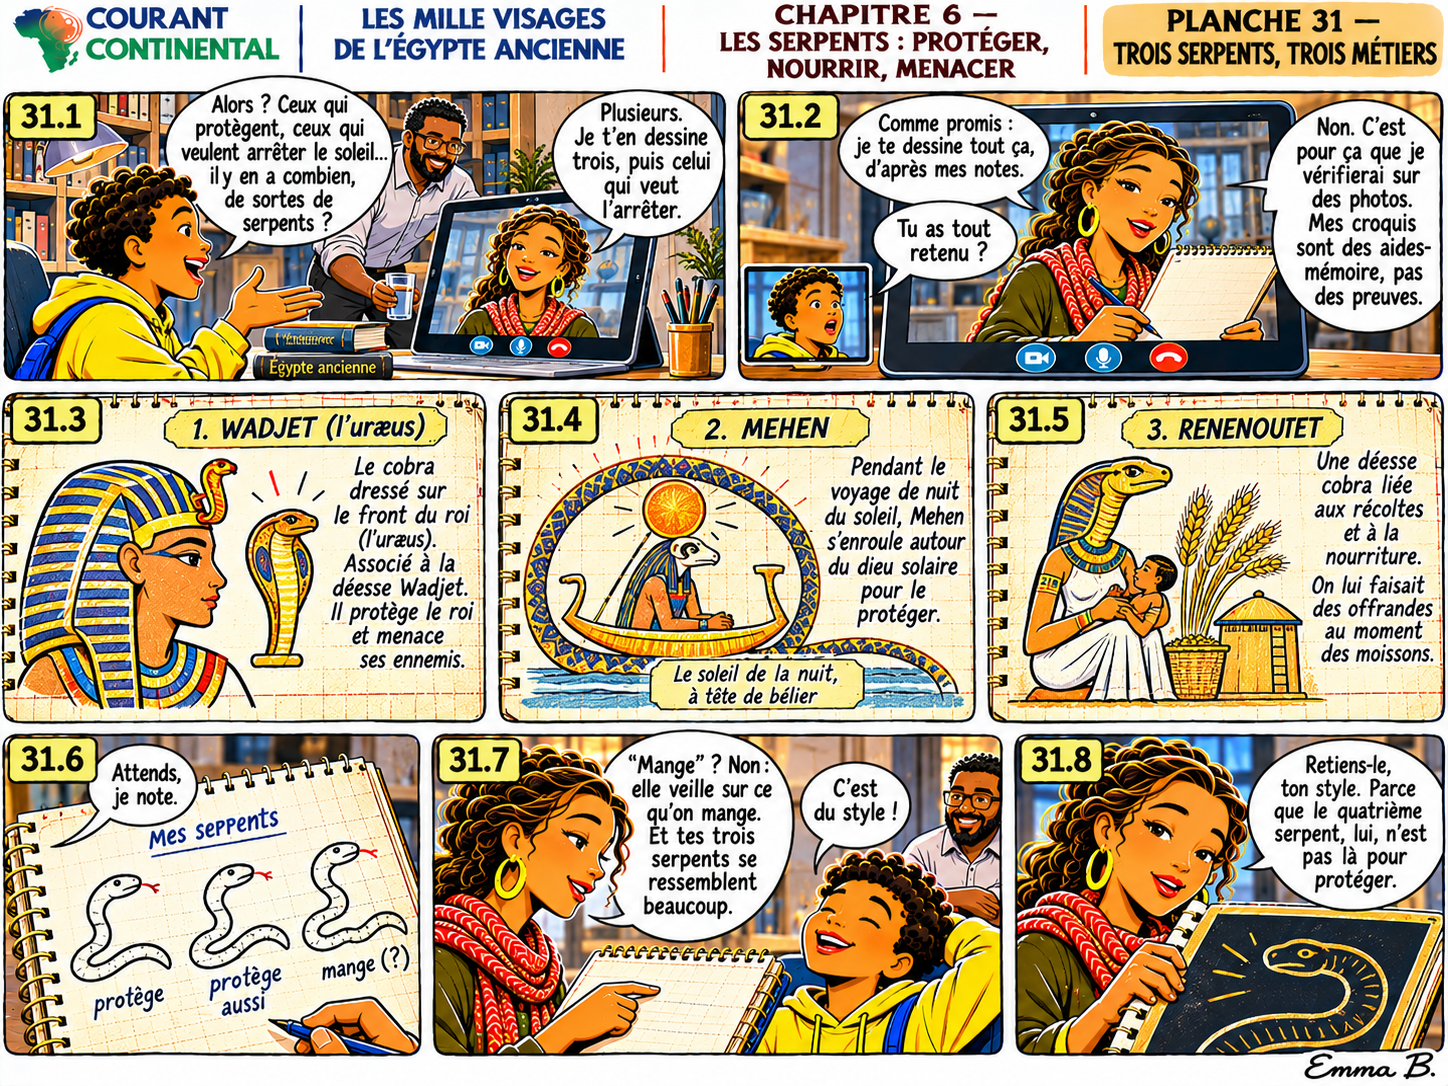 COURANT
CONTINENTAL
LES MILLE VISAGES
DE L'ÉGYPTE ANCIENNE
CHAPITRE 6 —
LES SERPENTS : PROTÉGER,
NOURRIR, MENACER
PLANCHE 31 —
TROIS SERPENTS, TROIS MÉTIERS
31.1
Alors ? Ceux qui
protègent, ceux qui
veulent arrêter le soleil...
il y en a combien,
de sortes de
serpents ?
Plusieurs.
Je t'en dessine
trois, puis celui
qui veut
l'arrêter.
Égypte ancienne
31.2
Comme promis :
je te dessine tout ça,
d'après mes notes.
Tu as tout
retenu ?
Non. C'est
pour ça que je
vérifierai sur
des photos.
Mes croquis
sont des aides-
mémoire, pas
des preuves.
31.3
1. WADJET (l'uræus)
Le cobra
dressé sur
le front du roi
(l'uræus).
Associé à la
déesse Wadjet.
Il protège le roi
et menace
ses ennemis.
31.4
2. MEHEN
Pendant le
voyage de nuit
du soleil, Mehen
s'enroule autour
du dieu solaire
pour le
protéger.
Le soleil de la nuit,
à tête de bélier
31.5
3. RENENOUTET
Une déesse
cobra liée
aux récoltes
et à la
nourriture.
On lui faisait
des offrandes
au moment
des moissons.
31.6
Attends,
je note.
Mes serpents
protège
protège
aussi
mange (?)
31.7
“Mange” ? Non :
elle veille sur ce
qu'on mange.
Et tes trois
serpents se
ressemblent
beaucoup.
C'est
du style !
31.8
Retiens-le,
ton style. Parce
que le quatrième
serpent, lui, n'est
pas là pour
protéger.
Emma B.